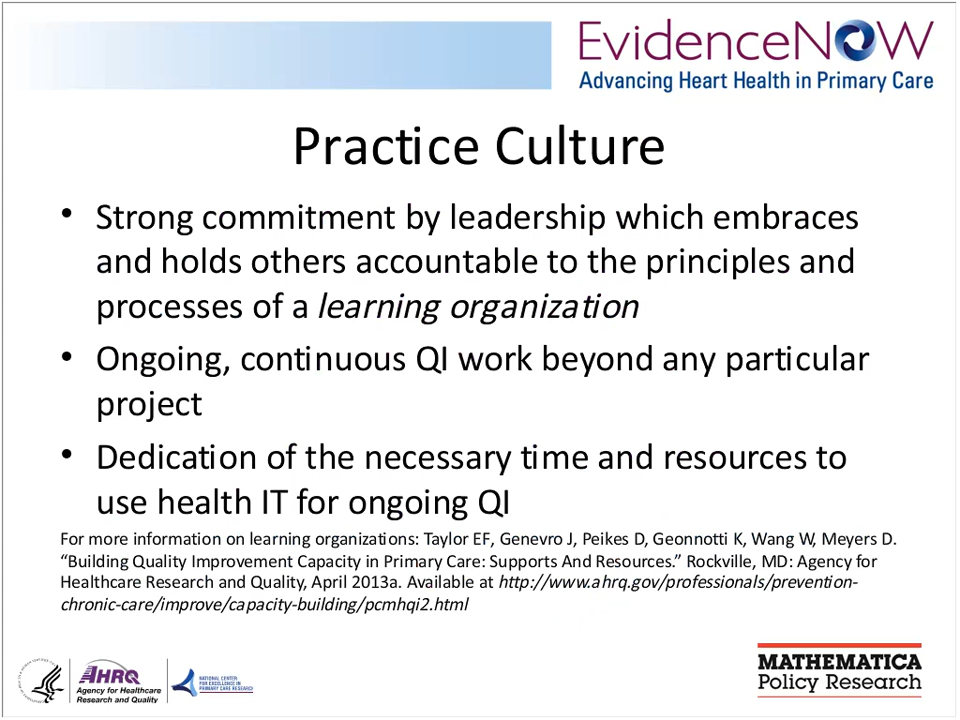 EvidenceNOW
Advancing Heart Health in Primary Care
Practice Culture
• Strong commitment by leadership which embraces
and holds others accountable to the principles and
processes of a learning organization
• Ongoing, continuous QI work beyond any particular
project
• Dedication of the necessary time and resources to
use health IT for ongoing QI
For more information on learning organizations: Taylor EF, Genevro J, Peikes D, Geonnotti K, Wang W, Meyers D.
“Building Quality Improvement Capacity in Primary Care: Supports And Resources.” Rockville, MD: Agency for
Healthcare Research and Quality, April 2013a. Available at http://www.ahrq.gov/professionals/prevention-
chronic-care/improve/capacity-building/pcmhqi2.html
AHRQ
Agency for Healthcare
Research and Quality
NATIONAL CENTER
FOR EXCELLENCE IN
PRIMARY CARE RESEARCH
MATHEMATICA
Policy Research